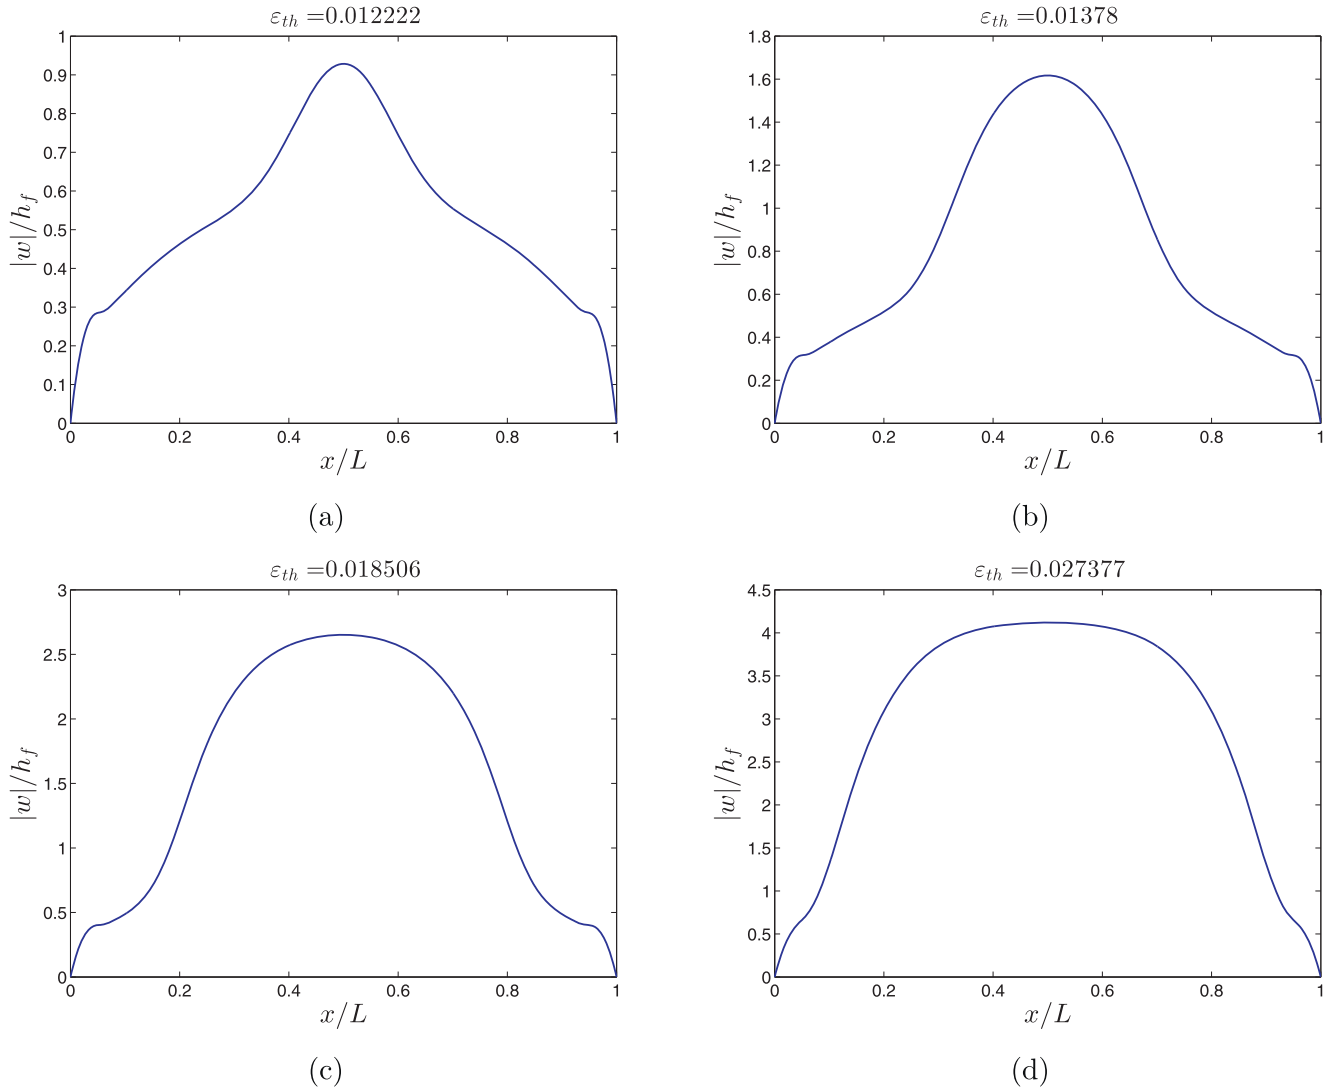 ε_th =0.012222
1
0.9
0.8
0.7
0.6
0.5
0.4
0.3
0.2
0.1
0
|w|/h_f
0 0.2 0.4 0.6 0.8 1
x/L
(a)
ε_th =0.01378
1.8
1.6
1.4
1.2
1
0.8
0.6
0.4
0.2
0
|w|/h_f
0 0.2 0.4 0.6 0.8 1
x/L
(b)
ε_th =0.018506
3
2.5
2
1.5
1
0.5
0
|w|/h_f
0 0.2 0.4 0.6 0.8 1
x/L
(c)
ε_th =0.027377
4.5
4
3.5
3
2.5
2
1.5
1
0.5
0
|w|/h_f
0 0.2 0.4 0.6 0.8 1
x/L
(d)